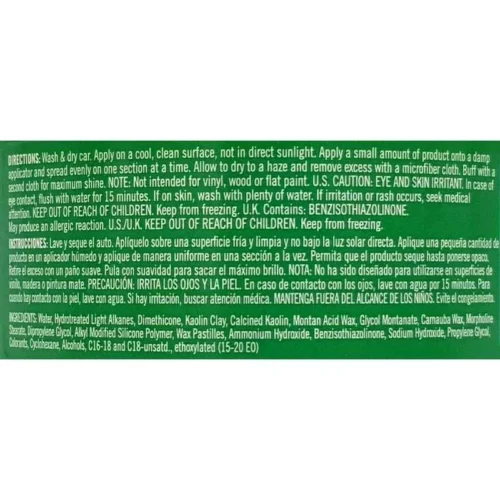 DIRECTIONS: Wash & dry car. Apply on a cool, clean surface, not in direct sunlight. Apply a small amount of product onto a damp
applicator and spread evenly on one section at a time. Allow to dry to a haze and remove excess with a microfiber cloth. Buff with a
second cloth for maximum shine. NOTE: Not intended for vinyl, wood or flat paint. U.S. CAUTION: EYE AND SKIN IRRITANT. In case of
eye contact, flush with water for 15 minutes. If on skin, wash with plenty of water. If irritation or rash occurs, seek medical
attention. KEEP OUT OF REACH OF CHILDREN. Keep from freezing. U.K. Contains: BENZISOTHIAZOLINONE.
May produce an allergic reaction. U.S./U.K. KEEP OUT OF REACH OF CHILDREN. Keep from freezing.
INSTRUCCIONES: Lave y seque el auto. Aplíquelo sobre una superficie fría y limpia y no bajo la luz solar directa. Aplique una pequeña cantidad de
producto en un aplicador húmedo y aplique de manera uniforme en una sección a la vez. Permita que el producto seque hasta ponerse opaco.
Retire el exceso con un paño suave. Pula con suavidad para sacar el máximo brillo. NOTA: No ha sido diseñado para utilizarse en superficies de
vinilo, madera o pintura mate. PRECAUCIÓN: IRRITA LOS OJOS Y LA PIEL. En caso de contacto con los ojos, lave con agua por 15 minutos. Para
cuando hay contacto con la piel, lave con agua. Si hay irritación, buscar atención médica. MANTENGA FUERA DEL ALCANCE DE LOS NIÑOS. Evite el congelamiento
INGREDIENTS: Water, Hydrotreated Light Alkanes, Dimethicone, Kaolin Clay, Calcined Kaolin, Montan Acid Wax, Glycol Montanate, Carnauba Wax, Morpholine
Stearate, Dipropylene Glycol, Alkyl Modified Silicone Polymer, Wax Pastilles, Ammonium Hydroxide, Benzisothiazolinone, Sodium Hydroxide, Propylene Glycol,
Colorants, Cyclohexane, Alcohols, C16-18 and C18-unsatd., ethoxylated (15-20 EO)